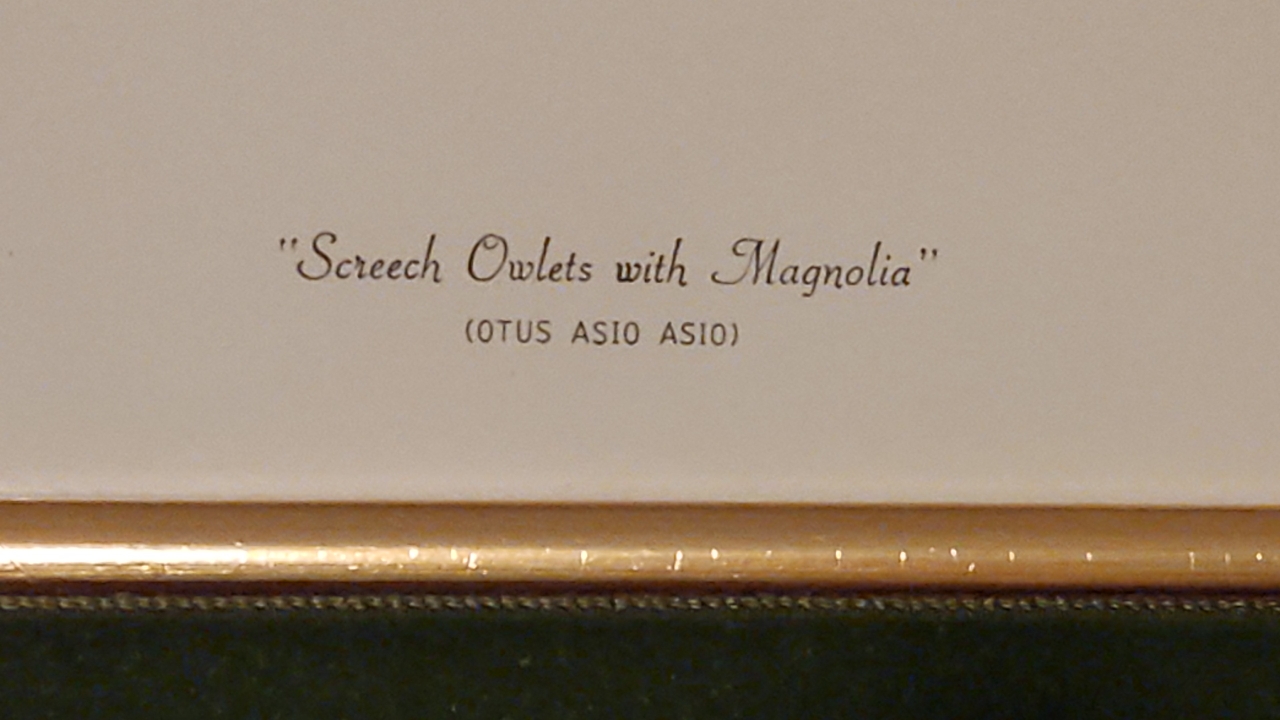 "Screech Owlets with Magnolia"
(OTUS ASIO ASIO)